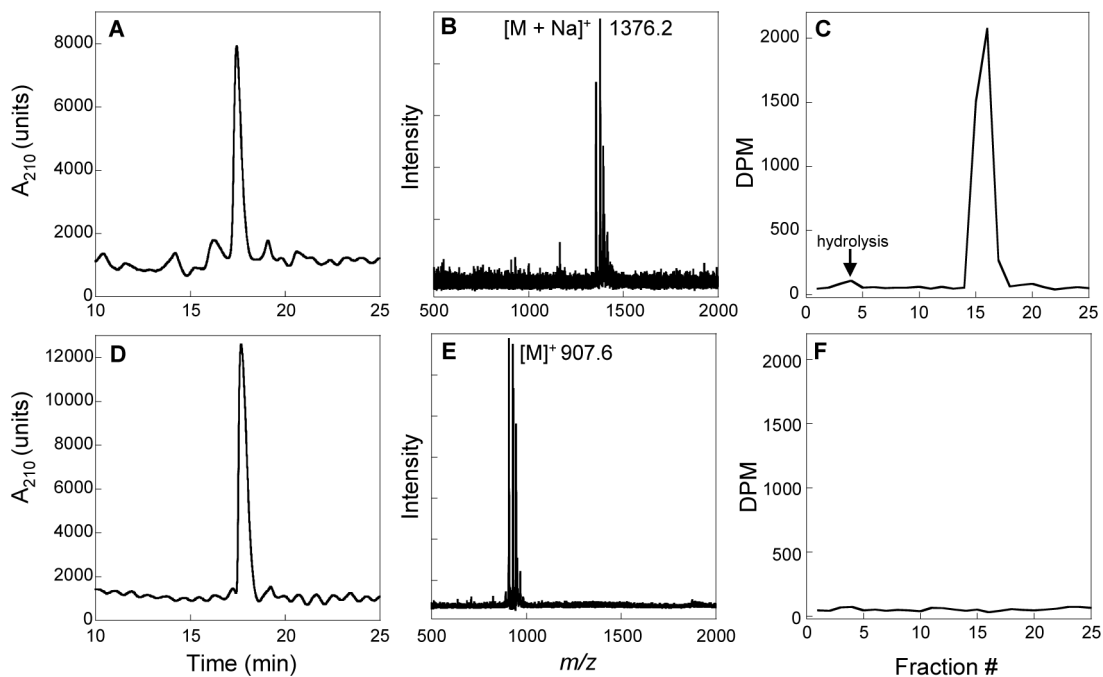 A
A210 (units)
8000
6000
4000
2000
0
10 15 20 25
B
[M + Na]+ 1376.2
Intensity
500 1000 1500 2000
C
DPM
2000
1500
1000
500
0
hydrolysis
0 5 10 15 20 25
D
A210 (units)
12000
10000
8000
6000
4000
2000
0
10 15 20 25
Time (min)
E
[M]+ 907.6
Intensity
500 1000 1500 2000
m/z
F
DPM
2000
1500
1000
500
0
0 5 10 15 20 25
Fraction #